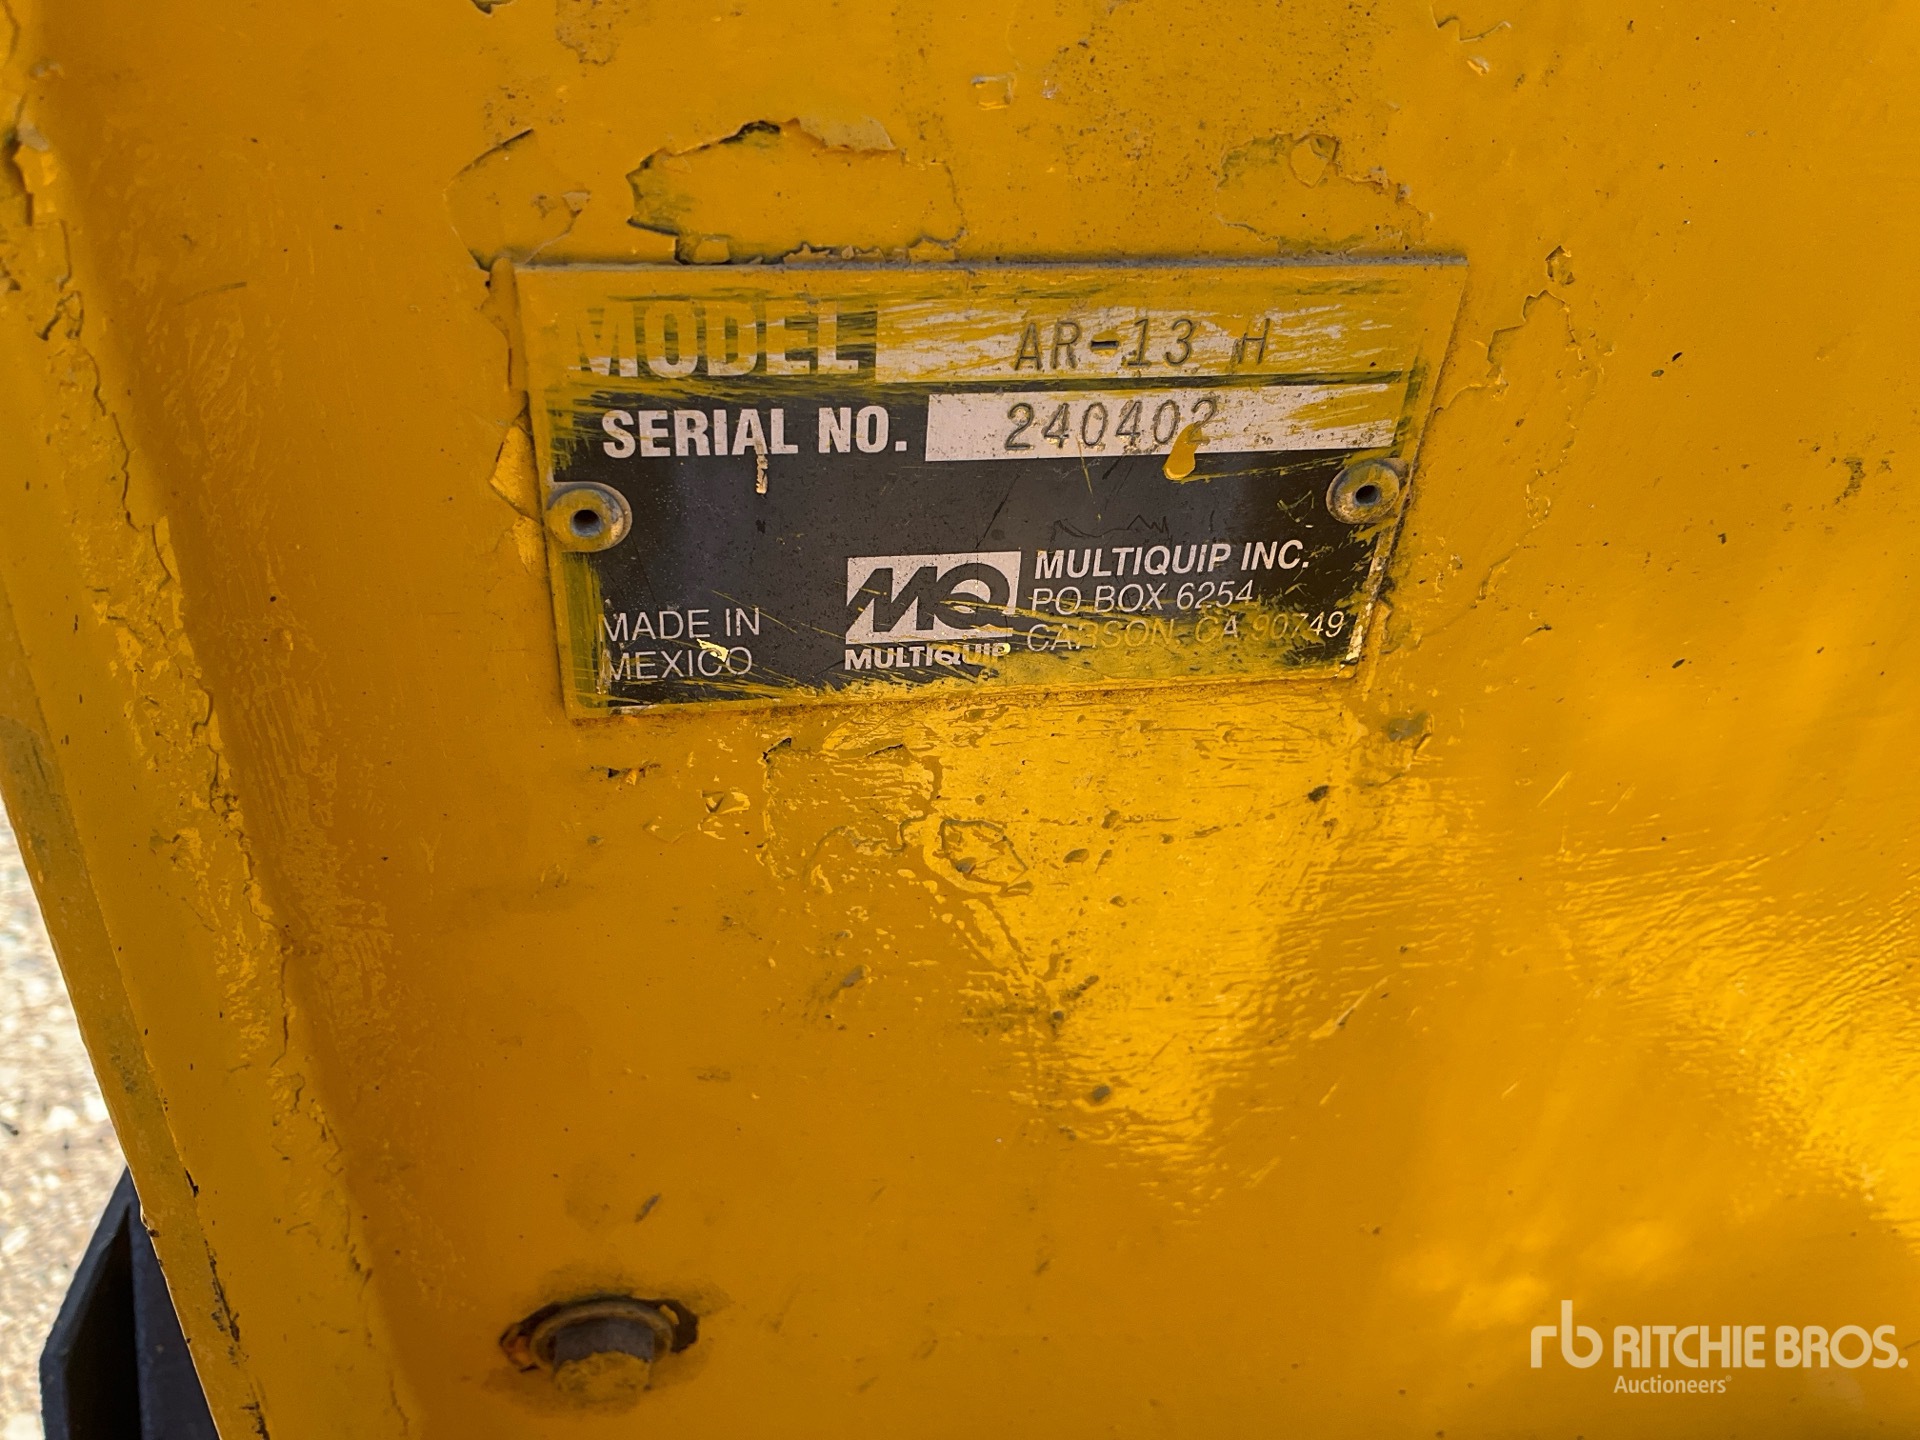 MODEL AR-13 H
SERIAL NO. 240402
MADE IN
MEXICO
MQ
MULTIQUIP
MULTIQUIP INC.
PO BOX 6254
CARSON, CA 90749
rb RITCHIE BROS.
Auctioneers